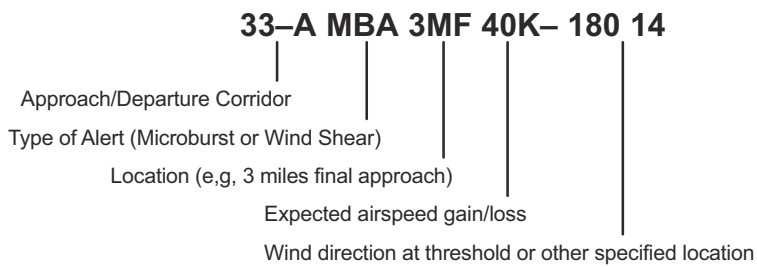 33–A MBA 3MF 40K– 180 14
Approach/Departure Corridor
Type of Alert (Microburst or Wind Shear)
Location (e,g, 3 miles final approach)
Expected airspeed gain/loss
Wind direction at threshold or other specified location